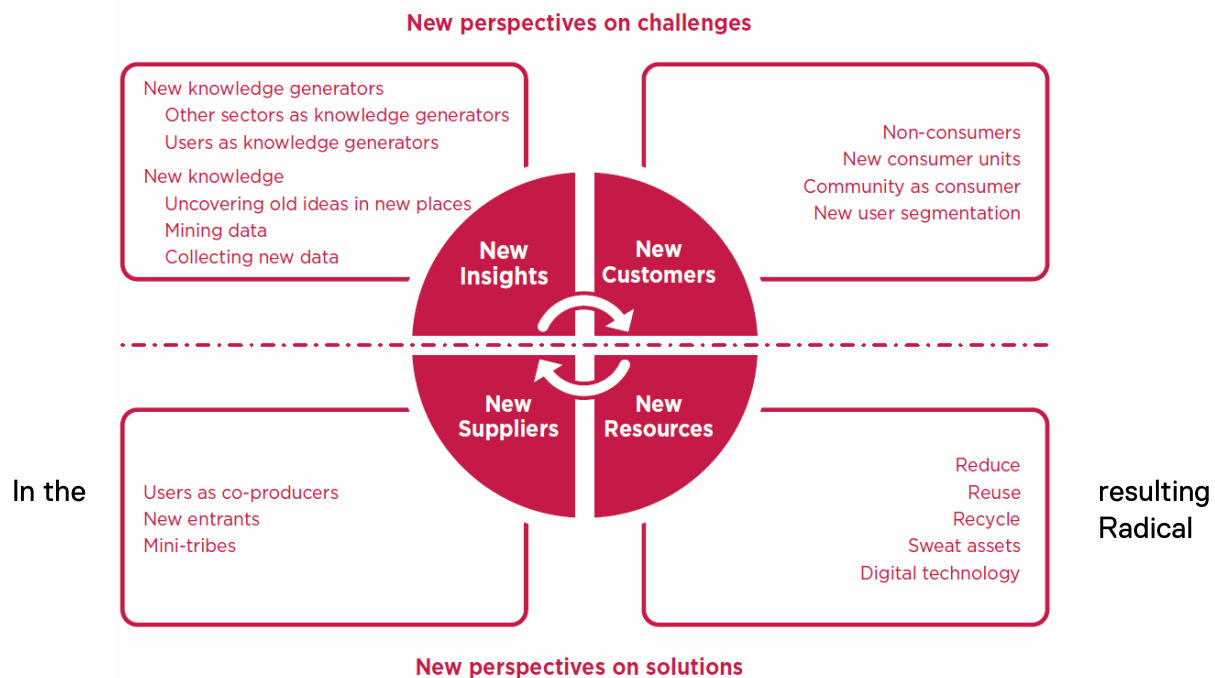 New perspectives on challenges
New knowledge generators
Other sectors as knowledge generators
Users as knowledge generators
New knowledge
Uncovering old ideas in new places
Mining data
Collecting new data
Non-consumers
New consumer units
Community as consumer
New user segmentation
New
Insights
New
Customers
New
Suppliers
New
Resources
In the
Users as co-producers
New entrants
Mini-tribes
Reduce
Reuse
Recycle
Sweat assets
Digital technology
resulting
Radical
New perspectives on solutions